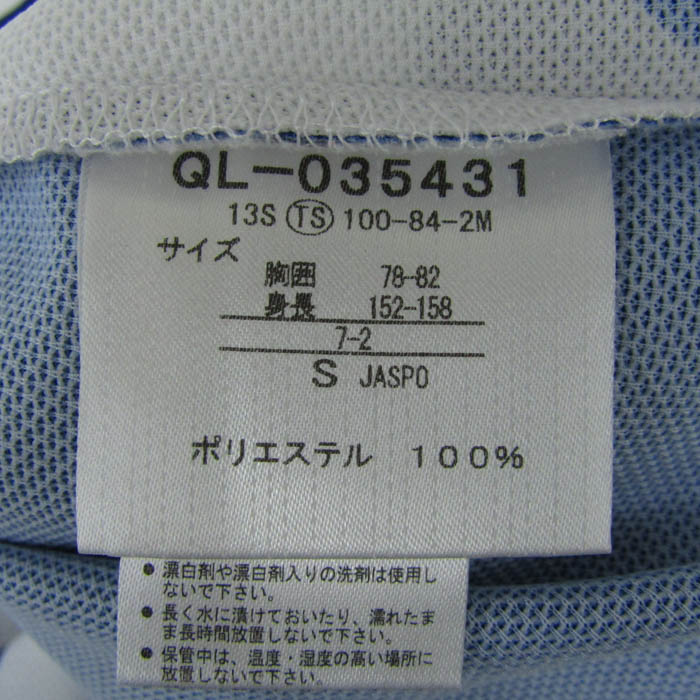 QL-035431
13S TS 100-84-2M
サイズ
胸囲 78-82
身長 152-158
7-2
S JASPO
ポリエステル 100%
● 漂白剤や漂白剤入りの洗剤は使用し
ないで下さい。
● 長く水に漬けておいたり、濡れたま
ま長時間放置しないで下さい。
● 保管中は、温度・湿度の高い場所に
放置しないで下さい。